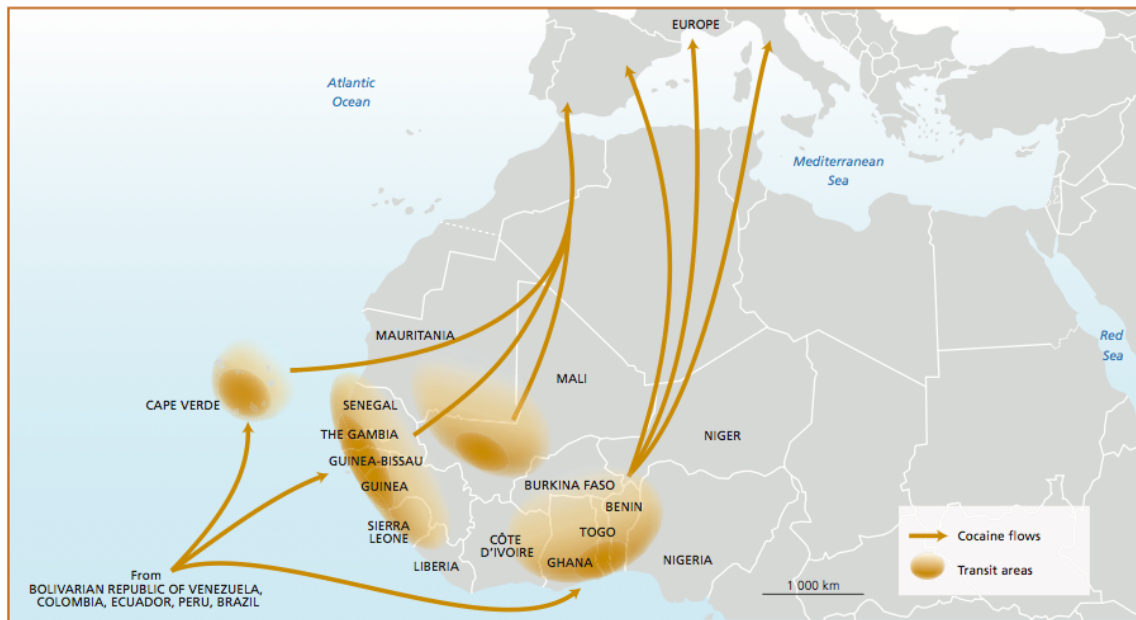 EUROPE
Atlantic
Ocean
Mediterranean
Sea
Red
Sea
MAURITANIA
MALI
CAPE VERDE
SENEGAL
THE GAMBIA
NIGER
GUINEA-BISSAU
GUINEA
BURKINA FASO
BENIN
SIERRA
LEONE
TOGO
CÔTE
D'IVOIRE
GHANA
NIGERIA
LIBERIA
From
BOLIVARIAN REPUBLIC OF VENEZUELA,
COLOMBIA, ECUADOR, PERU, BRAZIL
Cocaine flows
Transit areas
1 000 km